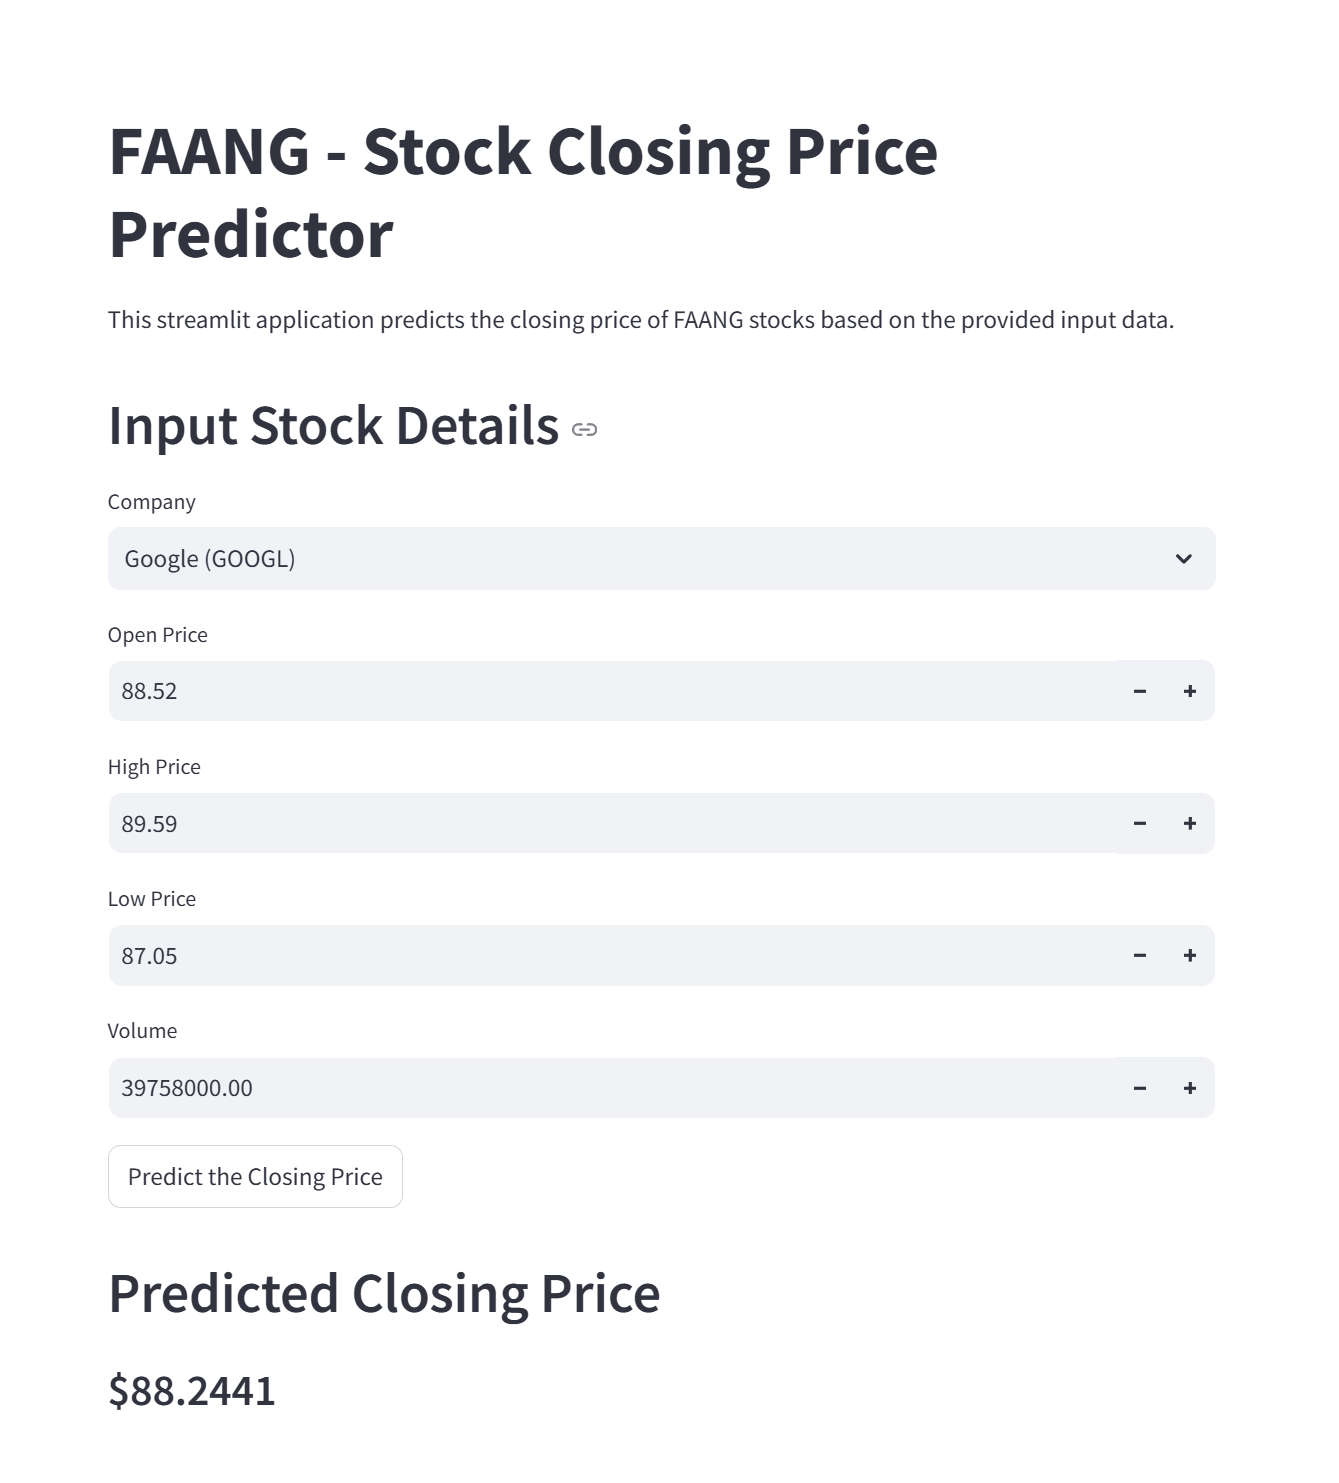 FAANG - Stock Closing Price
Predictor
This streamlit application predicts the closing price of FAANG stocks based on the provided input data.
Input Stock Details
Company
Google (GOOGL)
Open Price
88.52
High Price
89.59
Low Price
87.05
Volume
39758000.00
Predict the Closing Price
Predicted Closing Price
$88.2441